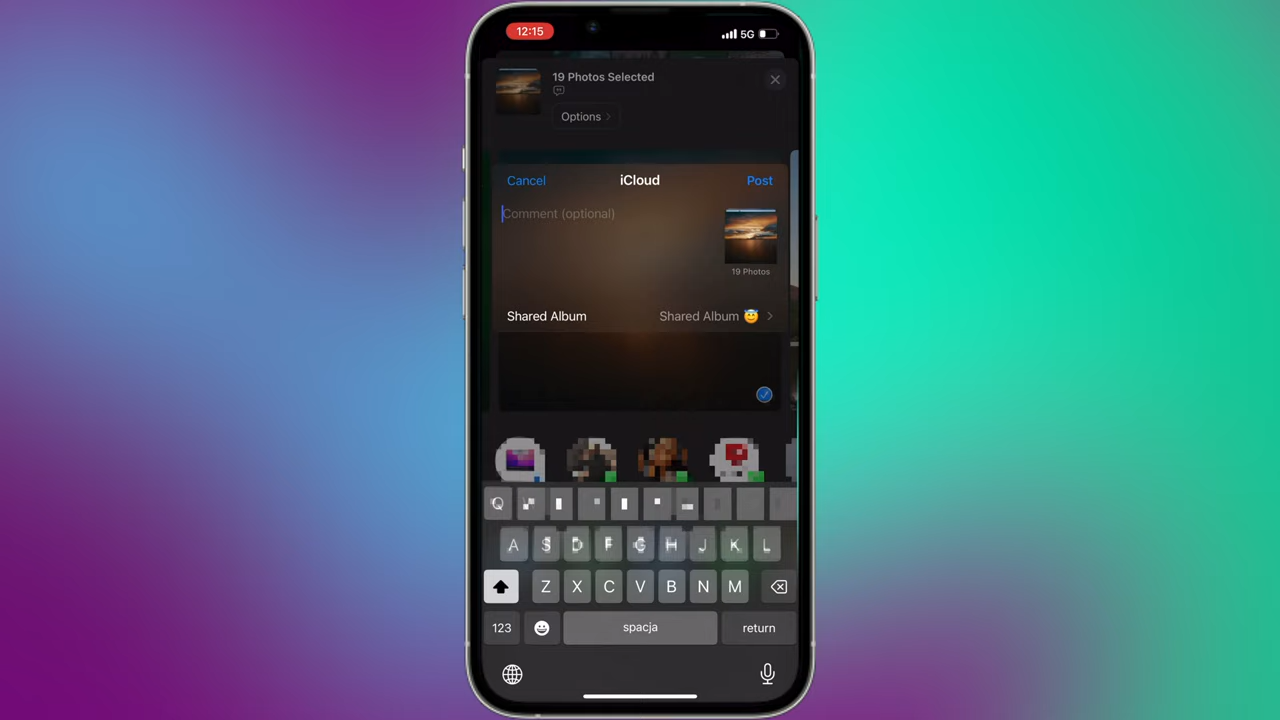 12:15
5G
19 Photos Selected
Options
Cancel
iCloud
Post
Comment (optional)
19 Photos
Shared Album
Shared Album 😇
Q
A S D F G H J K L
Z X C V B N M
123
spacja
return